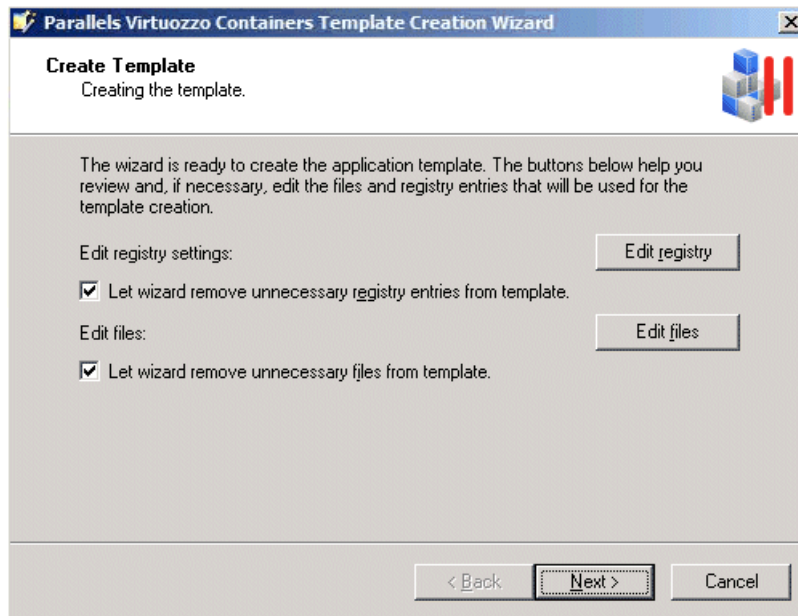 Parallels Virtuozzo Containers Template Creation Wizard
Create Template
Creating the template.
The wizard is ready to create the application template. The buttons below help you
review and, if necessary, edit the files and registry entries that will be used for the
template creation.
Edit registry settings:
Edit registry
Let wizard remove unnecessary registry entries from template.
Edit files:
Edit files
Let wizard remove unnecessary files from template.
< Back
Next >
Cancel